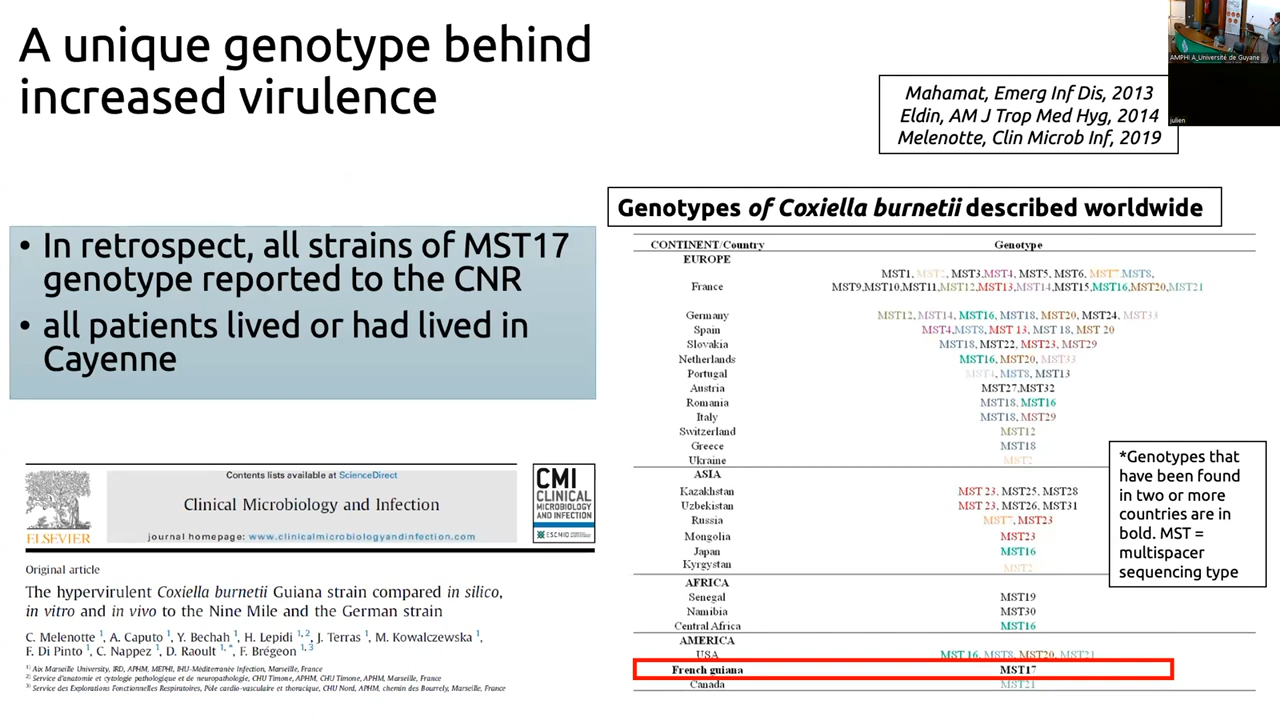 A unique genotype behind
increased virulence
AMPHI A_Université de Guyane
julien
Mahamat, Emerg Inf Dis, 2013
Eldin, AM J Trop Med Hyg, 2014
Melenotte, Clin Microb Inf, 2019
• In retrospect, all strains of MST17
genotype reported to the CNR
• all patients lived or had lived in
Cayenne
Genotypes of Coxiella burnetii described worldwide
CONTINENT/Country Genotype
EUROPE
MST1, MST2, MST3,MST4, MST5, MST6, MST7,MST8,
France MST9,MST10,MST11,MST12,MST13,MST14,MST15,MST16,MST20,MST21
Germany MST12, MST14, MST16, MST18, MST20, MST24, MST33
Spain MST4,MST8, MST 13, MST 18, MST 20
Slovakia MST18, MST22, MST23, MST29
Netherlands MST16, MST20, MST33
Portugal MST4, MST8, MST13
Austria MST27,MST32
Romania MST18, MST16
Italy MST18, MST29
Switzerland MST12
Greece MST18
Ukraine MST2
ASIA
Kazakhstan MST 23, MST25, MST28
Uzbekistan MST 23, MST26, MST31
Russia MST7, MST23
Mongolia MST23
Japan MST16
Kyrgystan MST2
AFRICA
Senegal MST19
Namibia MST30
Central Africa MST16
AMERICA
USA MST 16, MST8, MST20, MST21
French guiana MST17
Canada MST21
*Genotypes that
have been found
in two or more
countries are in
bold. MST =
multispacer
sequencing type
ELSEVIER
Contents lists available at ScienceDirect
Clinical Microbiology and Infection
journal homepage: www.clinicalmicrobiologyandinfection.com
CMI
CLINICAL
MICROBIOLOGY
AND INFECTION
ESCMID
Original article
The hypervirulent Coxiella burnetii Guiana strain compared in silico,
in vitro and in vivo to the Nine Mile and the German strain
C. Melenotte 1, A. Caputo 1, Y. Bechah 1, H. Lepidi 1, 2, J. Terras 1, M. Kowalczewska 1,
F. Di Pinto 1, C. Nappez 1, D. Raoult 1, *, F. Brégeon 1, 3
1) Aix Marseille University, IRD, APHM, MEPHI, IHU-Méditerranée Infection, Marseille, France
2) Service d'anatomie et cytologie pathologique et de neuropathologie, CHU Timone, APHM, CHU Timone, APHM, Marseille, France
3) Service des Explorations Fonctionnelles Respiratoires, Pôle cardio-vasculaire et thoracique, CHU Nord, APHM, chemin des Bourrely, Marseille, France